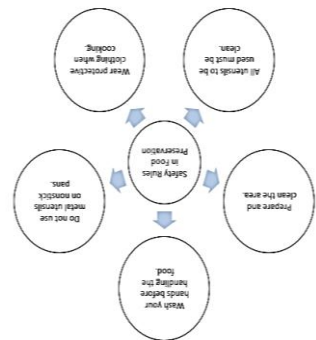 Wash your
hands before
handling the
food.
Prepare and
clean the area.
All utensils to be
used must be
clean.
Wear protective
clothing when
cooking.
Do not use
metal utensils
on nonstick
pans.
Safety Rules
in Food
Preservation